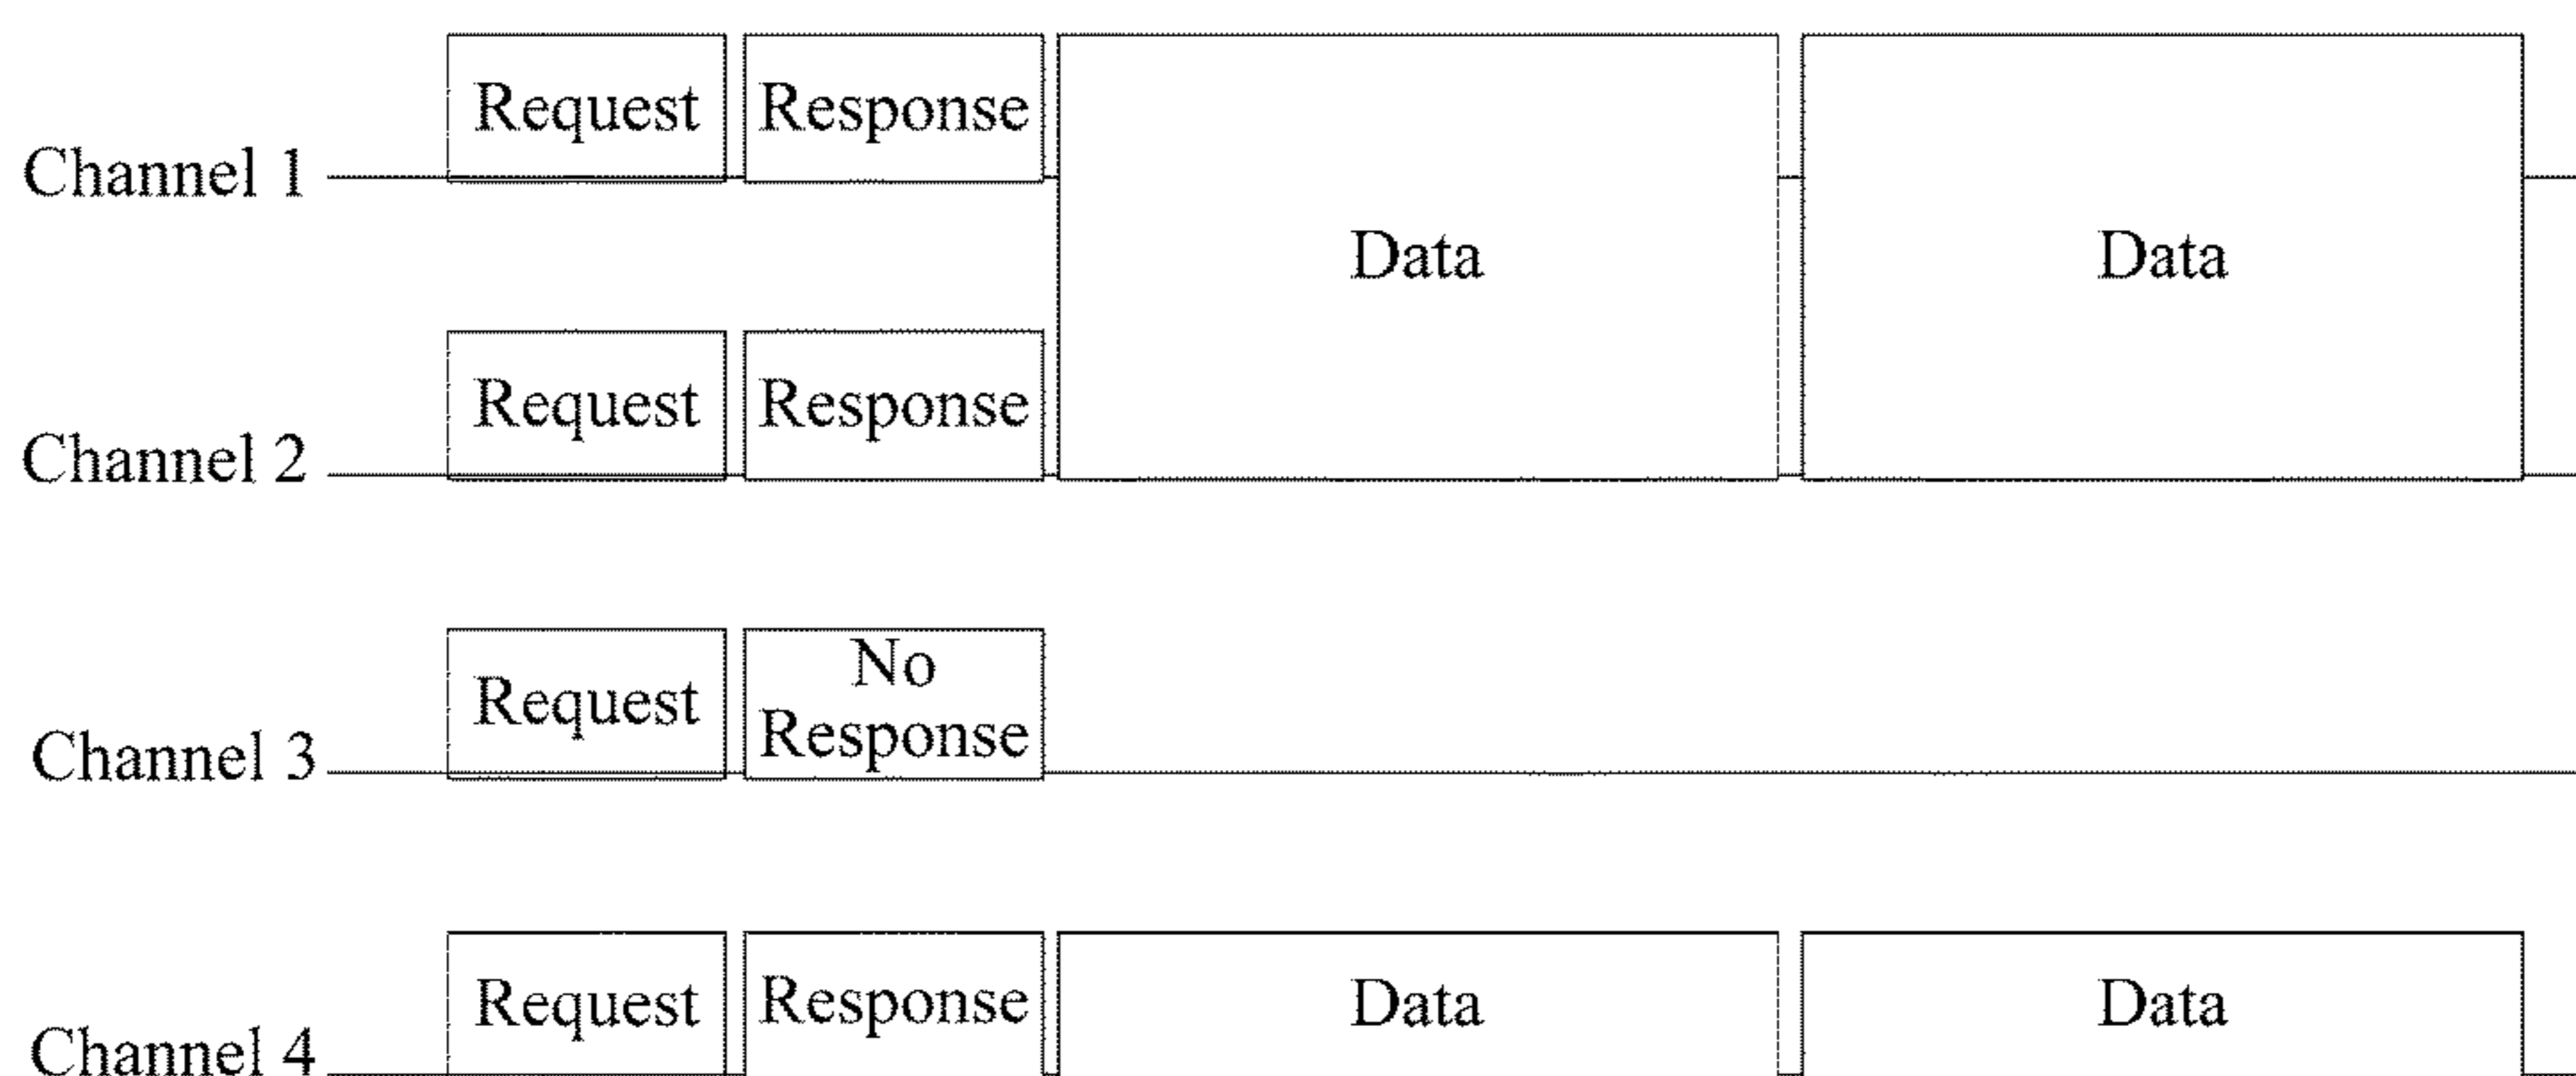 Request
Response
Channel 1
Data
Data
Request
Response
Channel 2
Request
No
Response
Channel 3
Request
Response
Data
Data
Channel 4